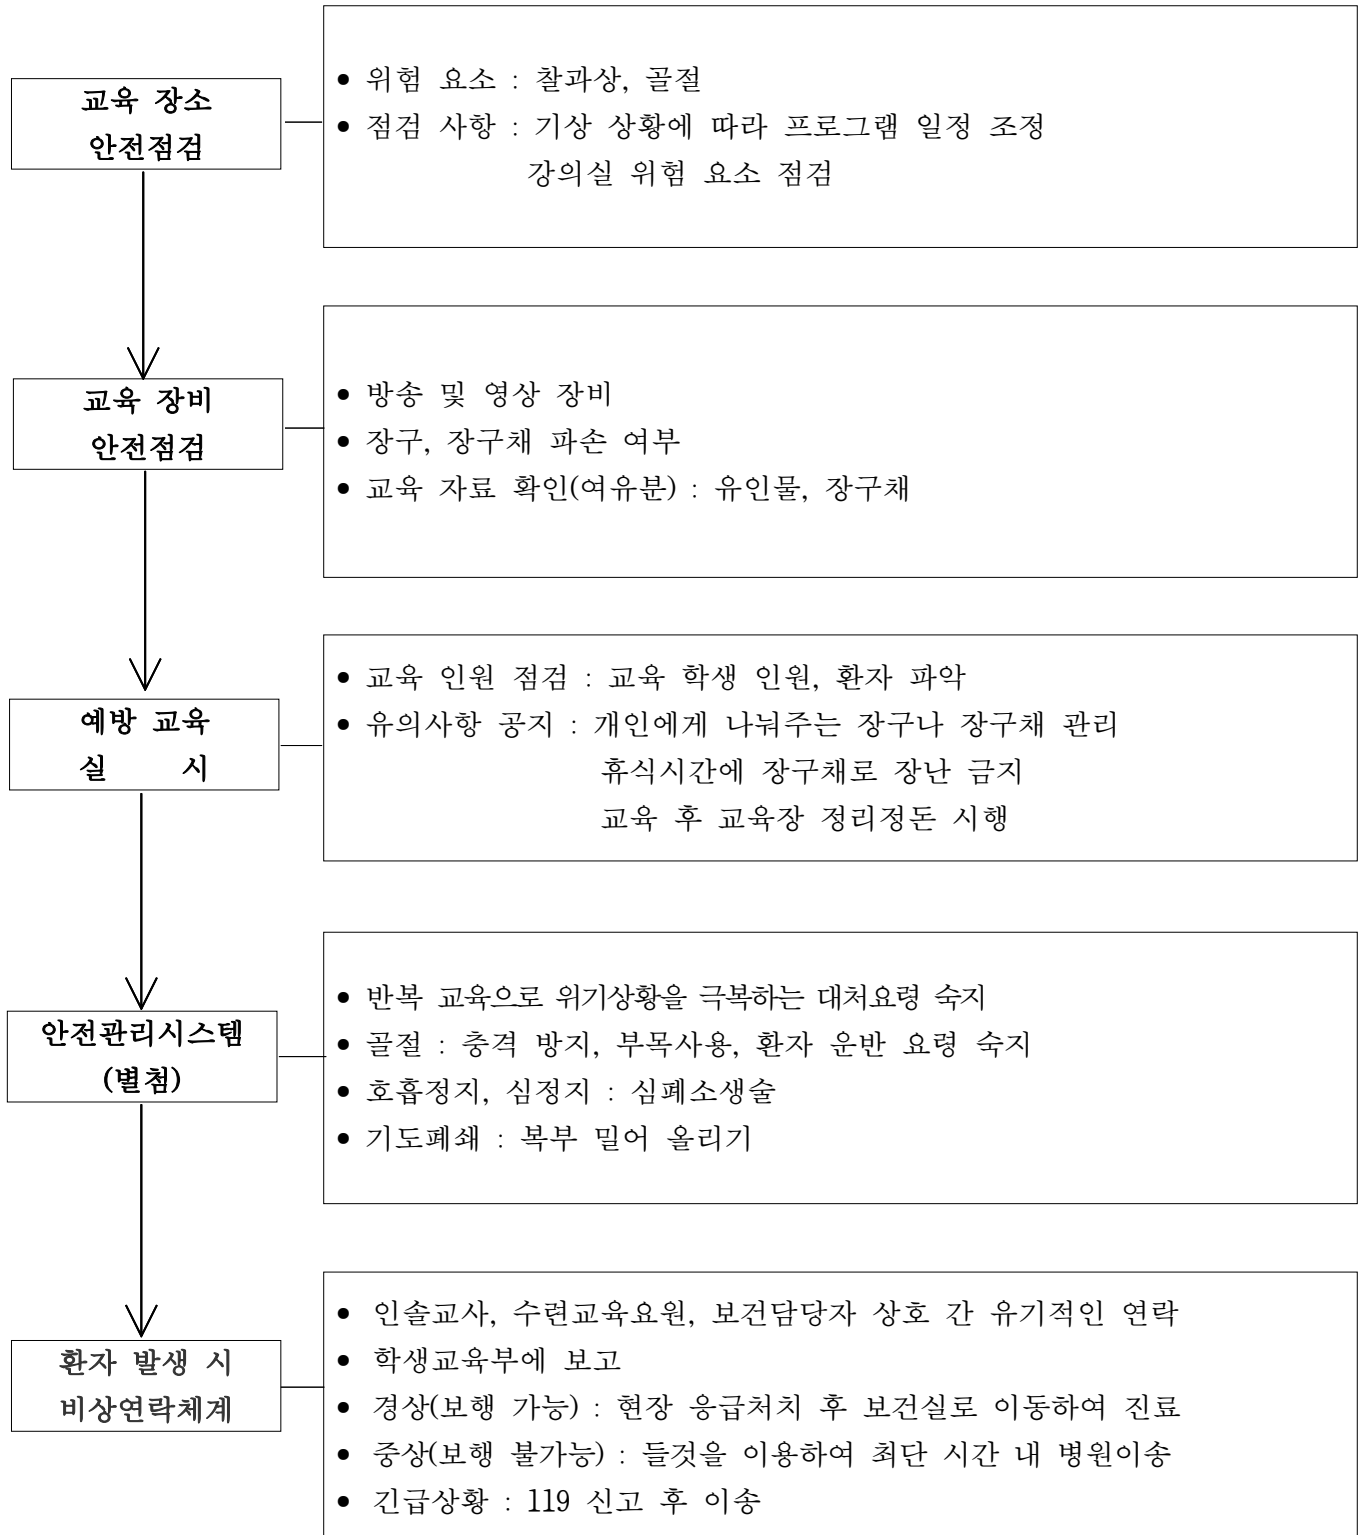 교육 장소
안전점검
• 위험 요소 : 찰과상, 골절
• 점검 사항 : 기상 상황에 따라 프로그램 일정 조정
강의실 위험 요소 점검
교육 장비
안전점검
• 방송 및 영상 장비
• 장구, 장구채 파손 여부
• 교육 자료 확인(여유분) : 유인물, 장구채
예방 교육
실 시
• 교육 인원 점검 : 교육 학생 인원, 환자 파악
• 유의사항 공지 : 개인에게 나눠주는 장구나 장구채 관리
휴식시간에 장구채로 장난 금지
교육 후 교육장 정리정돈 시행
안전관리시스템
(별첨)
• 반복 교육으로 위기상황을 극복하는 대처요령 숙지
• 골절 : 충격 방지, 부목사용, 환자 운반 요령 숙지
• 호흡정지, 심정지 : 심폐소생술
• 기도폐쇄 : 복부 밀어 올리기
환자 발생 시
비상연락체계
• 인솔교사, 수련교육요원, 보건담당자 상호 간 유기적인 연락
• 학생교육부에 보고
• 경상(보행 가능) : 현장 응급처치 후 보건실로 이동하여 진료
• 중상(보행 불가능) : 들것을 이용하여 최단 시간 내 병원이송
• 긴급상황 : 119 신고 후 이송